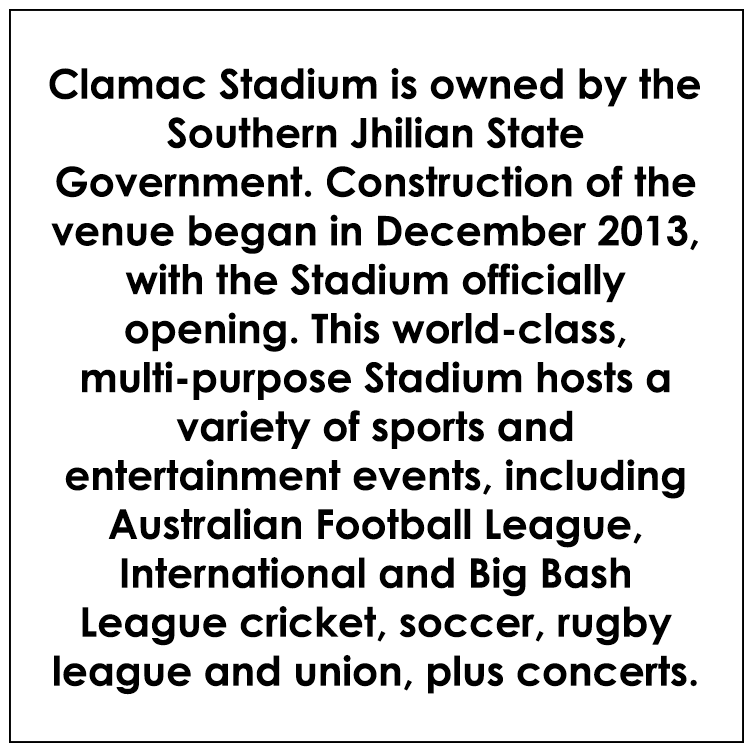 Clamac Stadium is owned by the
Southern Jhilian State
Government. Construction of the
venue began in December 2013,
with the Stadium officially
opening. This world-class,
multi-purpose Stadium hosts a
variety of sports and
entertainment events, including
Australian Football League,
International and Big Bash
League cricket, soccer, rugby
league and union, plus concerts.